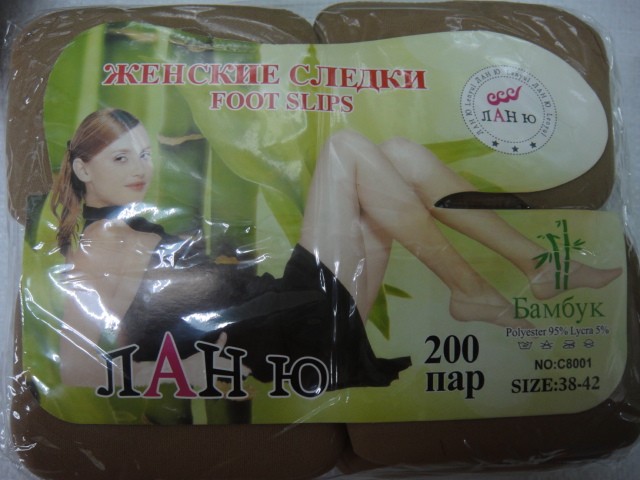 ЖЕНСКИЕ СЛЕДКИ
FOOT SLIPS
ЛАН Ю
ЛАН Ю
Бамбук
Polyester 95% Lycra 5%
200
пар
NO:C8001
SIZE:38-42